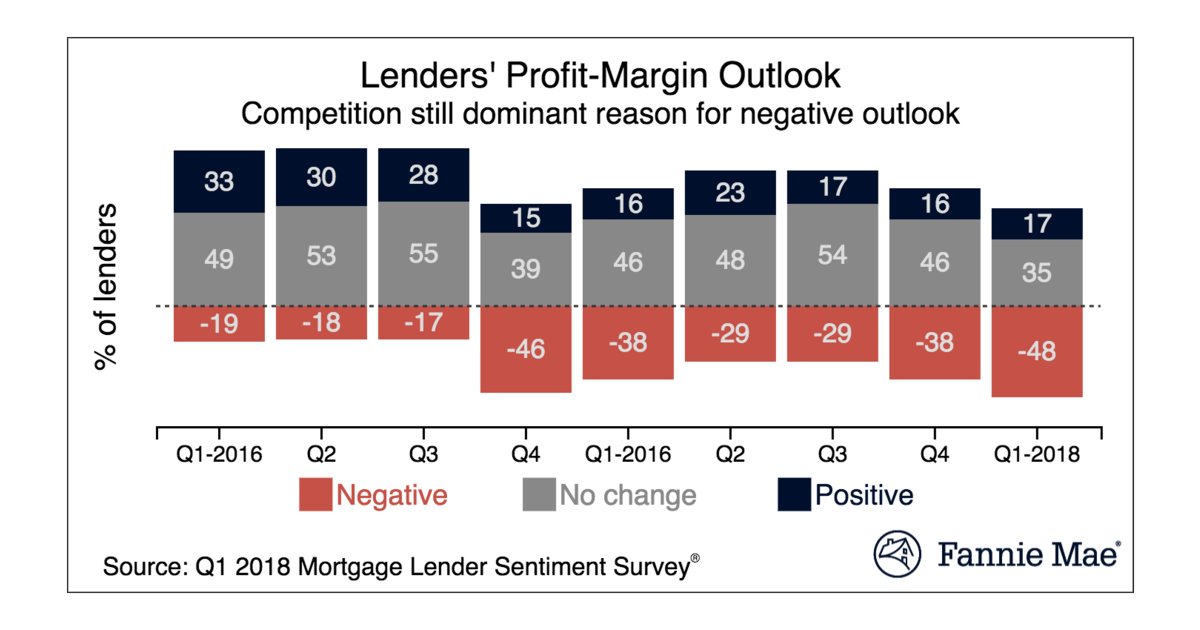 Lenders' Profit-Margin Outlook
Competition still dominant reason for negative outlook
% of lenders
33 30 28 15 16 23 17 16 17
49 53 55 39 46 48 54 46 35
-19 -18 -17 -46 -38 -29 -29 -38 -48
Q1-2016 Q2 Q3 Q4 Q1-2016 Q2 Q3 Q4 Q1-2018
Negative No change Positive
Source: Q1 2018 Mortgage Lender Sentiment Survey®
Fannie Mae®